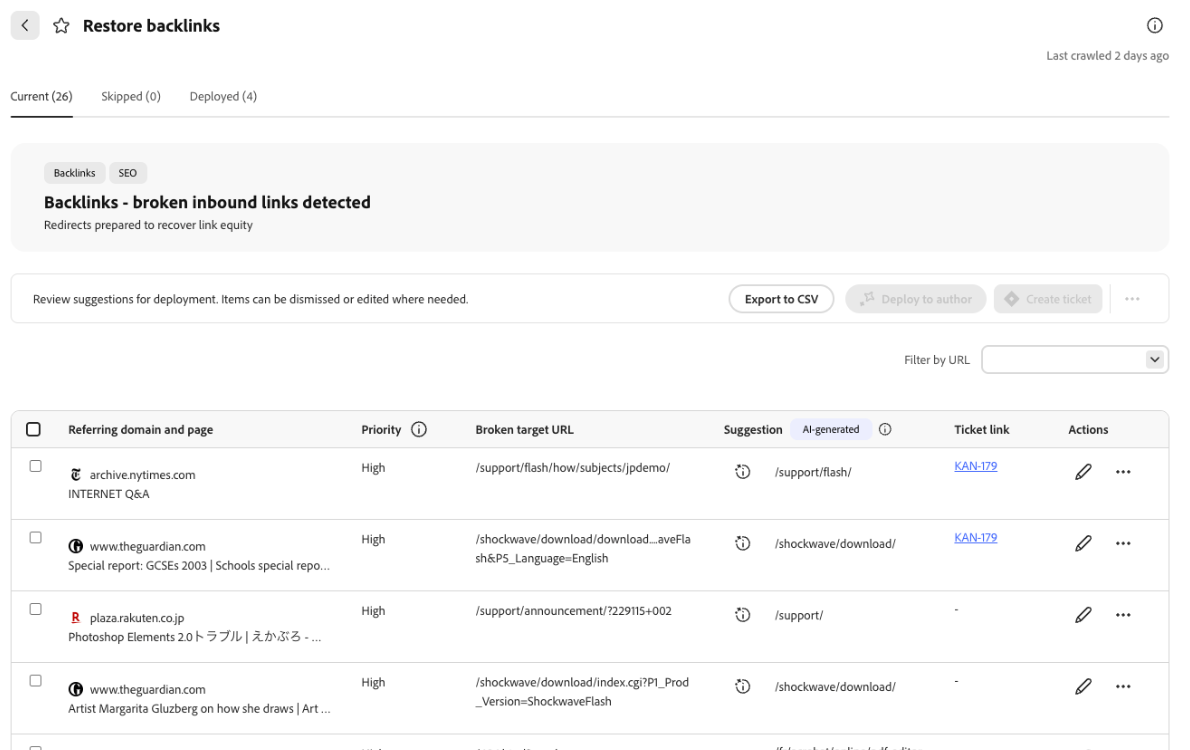 Restore backlinks
Last crawled 2 days ago
Current (26) Skipped (0) Deployed (4)
Backlinks SEO
Backlinks - broken inbound links detected
Redirects prepared to recover link equity
Review suggestions for deployment. Items can be dismissed or edited where needed. Export to CSV Deploy to author Create ticket
Filter by URL
Referring domain and page Priority Broken target URL Suggestion AI-generated Ticket link Actions
archive.nytimes.com High /support/flash/how/subjects/jpdemo/ /support/flash/ KAN-179
INTERNET Q&A
www.theguardian.com High /shockwave/download/download....aveFla /shockwave/download/ KAN-179
Special report: GCSEs 2003 | Schools special repo... sh&P5_Language=English
plaza.rakuten.co.jp High /support/announcement/?229115+002 /support/ -
Photoshop Elements 2.0トラブル | えかぶろ - ...
www.theguardian.com High /shockwave/download/index.cgi?P1_Prod /shockwave/download/ -
Artist Margarita Gluzberg on how she draws | Art ... _Version=ShockwaveFlash